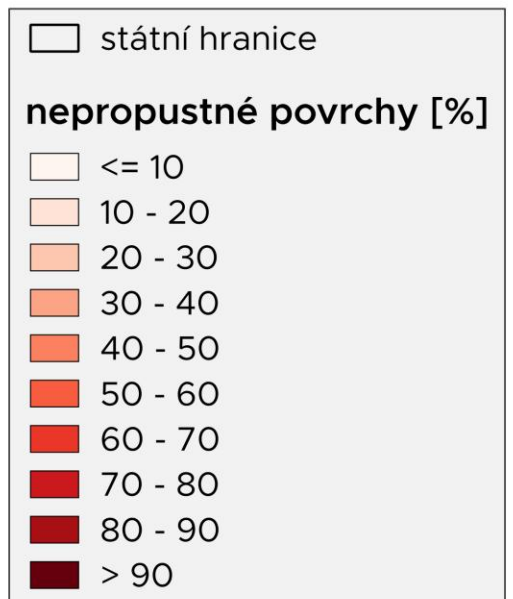 státní hranice
nepropustné povrchy [%]
<= 10
10 - 20
20 - 30
30 - 40
40 - 50
50 - 60
60 - 70
70 - 80
80 - 90
> 90